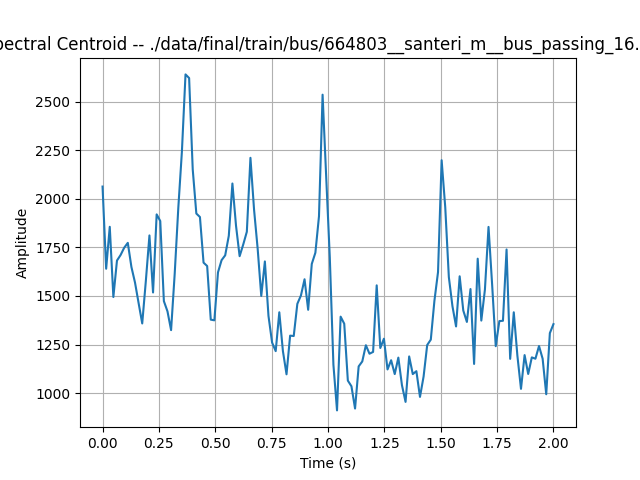 pectral Centroid -- ./data/final/train/bus/664803__santeri_m__bus_passing_16.
2500
2250
2000
1750
1500
1250
1000
Amplitude
0.00 0.25 0.50 0.75 1.00 1.25 1.50 1.75 2.00
Time (s)